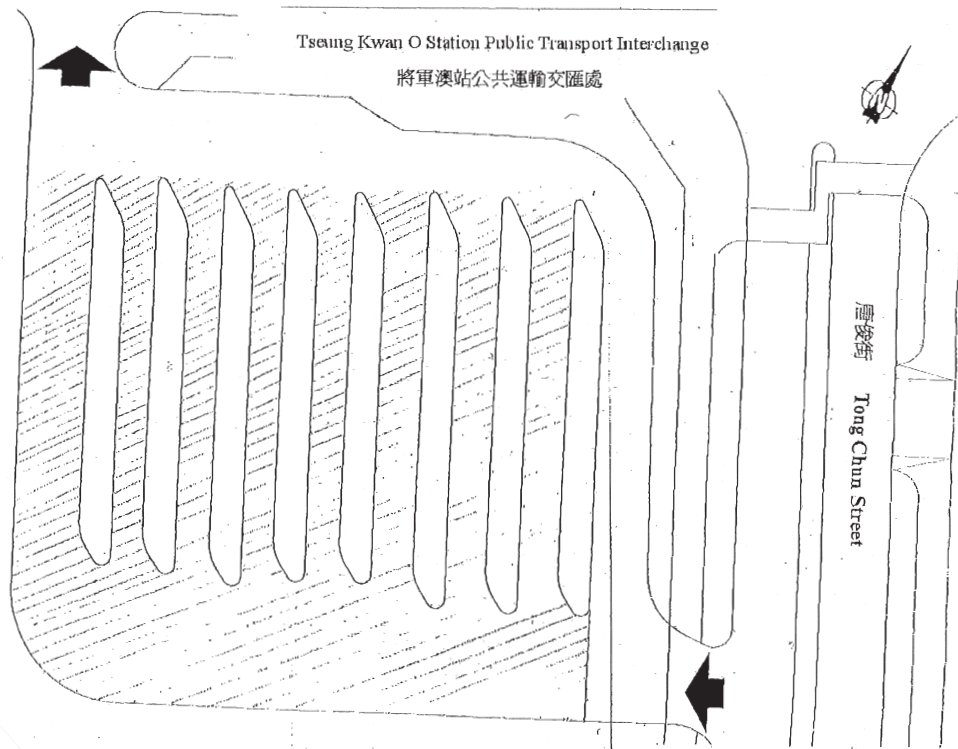 Tseung Kwan O Station Public Transport Interchange
將軍澳站公共運輸交匯處
N
唐俊街 Tong Chun Street